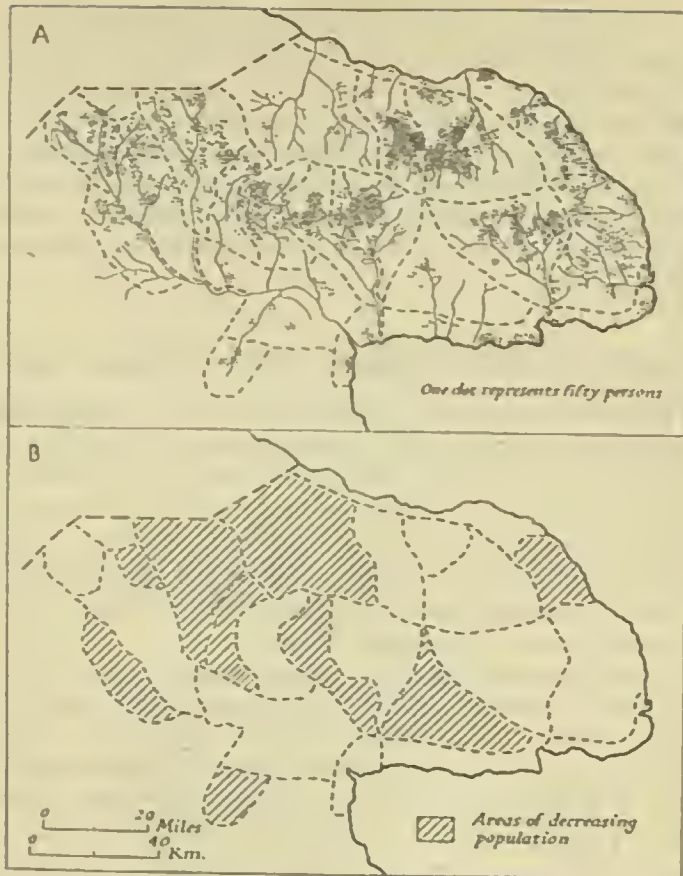 A
One dot represents fifty persons
B
0 20
Miles
0 40
Km.
Areas of decreasing
population